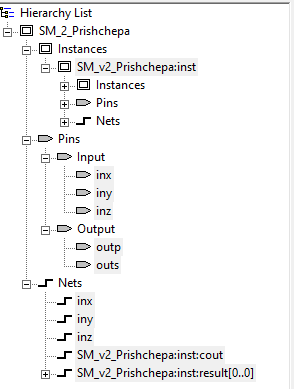 Hierarchy List
SM_2_Prishchepa
Instances
SM_v2_Prishchepa:inst
Instances
Pins
Nets
Pins
Input
inx
iny
inz
Output
outp
outs
Nets
inx
iny
inz
SM_v2_Prishchepa:inst:cout
SM_v2_Prishchepa:inst:result[0..0]